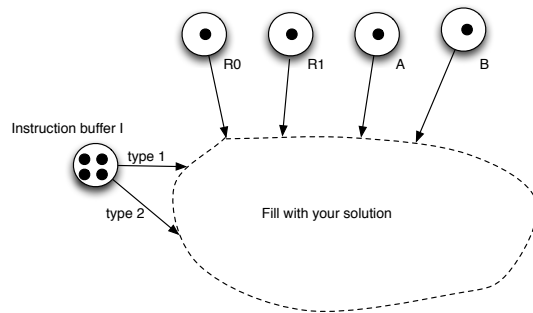 R0
R1
A
B
Instruction buffer I
type 1
type 2
Fill with your solution